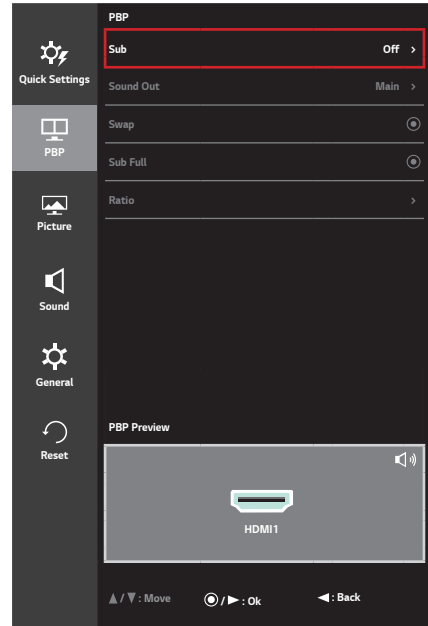 PBP
Sub Off >
Quick Settings
Sound Out Main >
Swap
PBP
Sub Full
Ratio >
Picture
Sound
General
Reset
PBP Preview
HDMI1
▲/▼: Move ◉/►: Ok ◄: Back